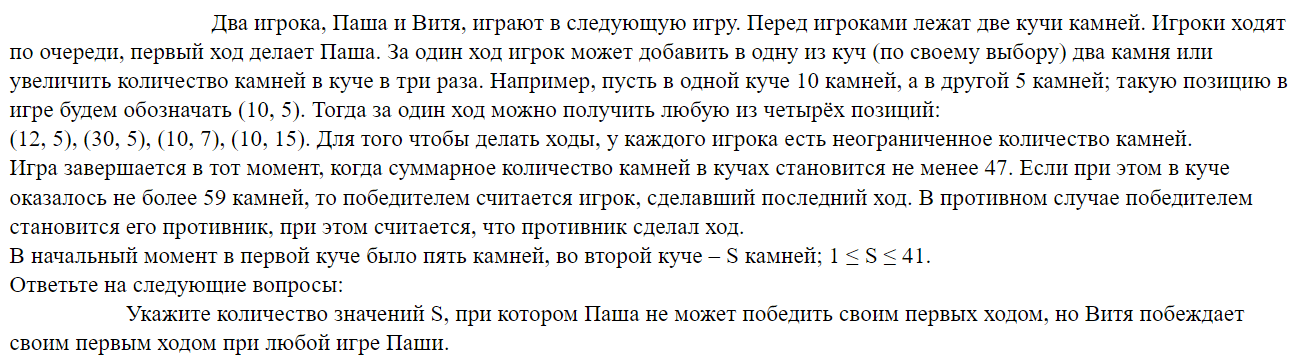 Два игрока, Паша и Витя, играют в следующую игру. Перед игроками лежат две кучи камней. Игроки ходят
по очереди, первый ход делает Паша. За один ход игрок может добавить в одну из куч (по своему выбору) два камня или
увеличить количество камней в куче в три раза. Например, пусть в одной куче 10 камней, а в другой 5 камней; такую позицию в
игре будем обозначать (10, 5). Тогда за один ход можно получить любую из четырёх позиций:
(12, 5), (30, 5), (10, 7), (10, 15). Для того чтобы делать ходы, у каждого игрока есть неограниченное количество камней.
Игра завершается в тот момент, когда суммарное количество камней в кучах становится не менее 47. Если при этом в куче
оказалось не более 59 камней, то победителем считается игрок, сделавший последний ход. В противном случае победителем
становится его противник, при этом считается, что противник сделал ход.
В начальный момент в первой куче было пять камней, во второй куче – S камней; 1 ≤ S ≤ 41.
Ответьте на следующие вопросы:
Укажите количество значений S, при котором Паша не может победить своим первых ходом, но Витя побеждает
своим первым ходом при любой игре Паши.